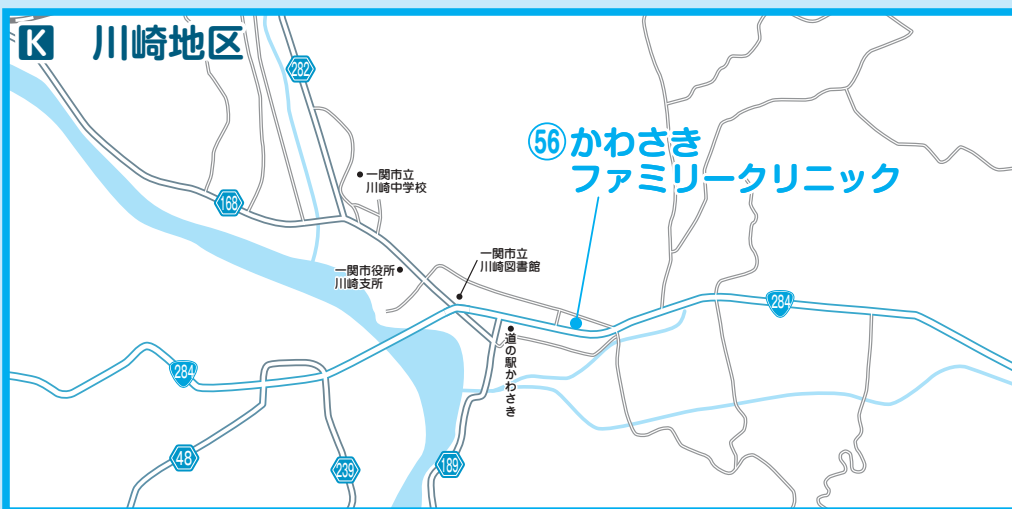 K 川崎地区
282
56 かわさき
ファミリークリニック
一関市立
川崎中学校
168
一関市立
川崎図書館
一関市役所
川崎支所
284
道の駅かわさき
284
48
239
189